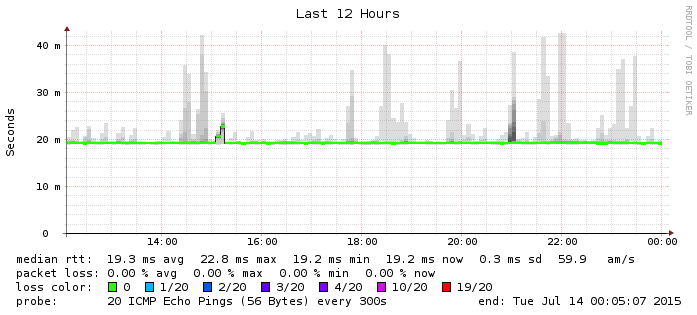 Last 12 Hours
RRDTOOL / TOBI OETIKER
Seconds
40 m
30 m
20 m
10 m
0
14:00 16:00 18:00 20:00 22:00 00:00
median rtt: 19.3 ms avg 22.8 ms max 19.2 ms min 19.2 ms now 0.3 ms sd 59.9 am/s
packet loss: 0.00 % avg 0.00 % max 0.00 % min 0.00 % now
loss color: 0 1/20 2/20 3/20 4/20 10/20 19/20
probe: 20 ICMP Echo Pings (56 Bytes) every 300s end: Tue Jul 14 00:05:07 2015